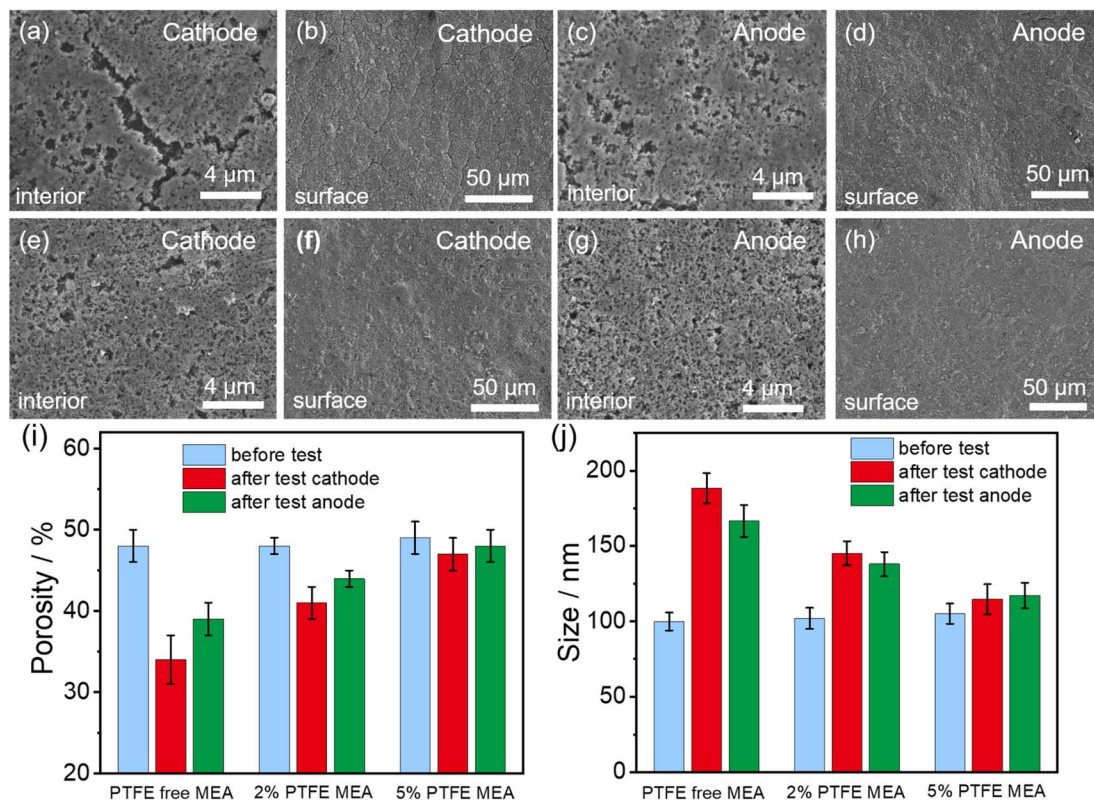 (a) Cathode
interior 4 μm
(b) Cathode
surface 50 μm
(c) Anode
interior 4 μm
(d) Anode
surface 50 μm
(e) Cathode
interior 4 μm
(f) Cathode
surface 50 μm
(g) Anode
interior 4 μm
(h) Anode
surface 50 μm
(i)
Porosity / %
60
50
40
30
20
before test
after test cathode
after test anode
PTFE free MEA 2% PTFE MEA 5% PTFE MEA
(j)
Size / nm
200
150
100
50
0
before test
after test cathode
after test anode
PTFE free MEA 2% PTFE MEA 5% PTFE MEA